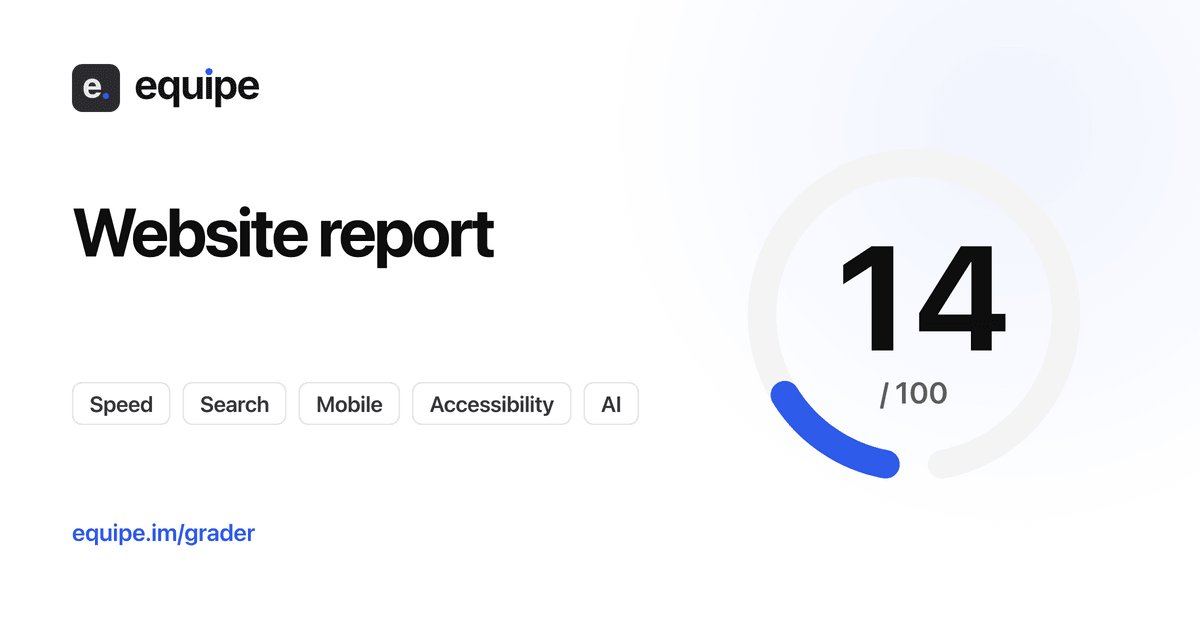 e. equipe
Website report
14
/ 100
Speed Search Mobile Accessibility AI
equipe.im/grader